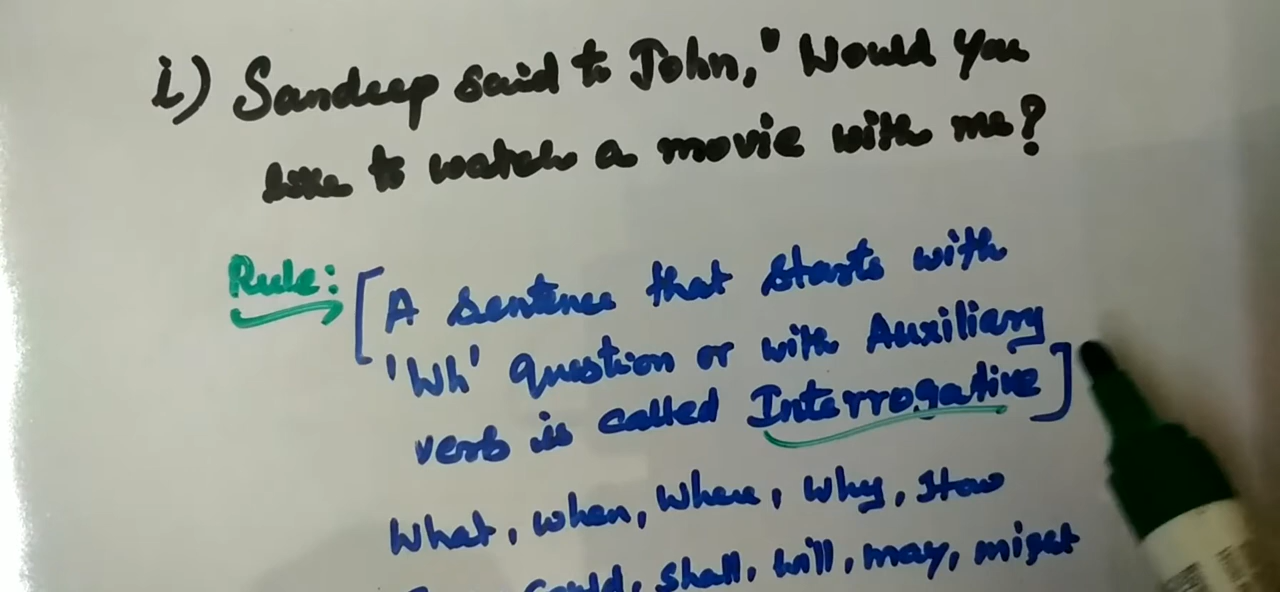 i) Sandeep said to John, " Would you
like to watch a movie with me?
Rule: [A sentence that starts with
'Wh' question or with Auxiliary
verb is called Interrogative]
What, when, Where, Why, How
could, shall, will, may, might